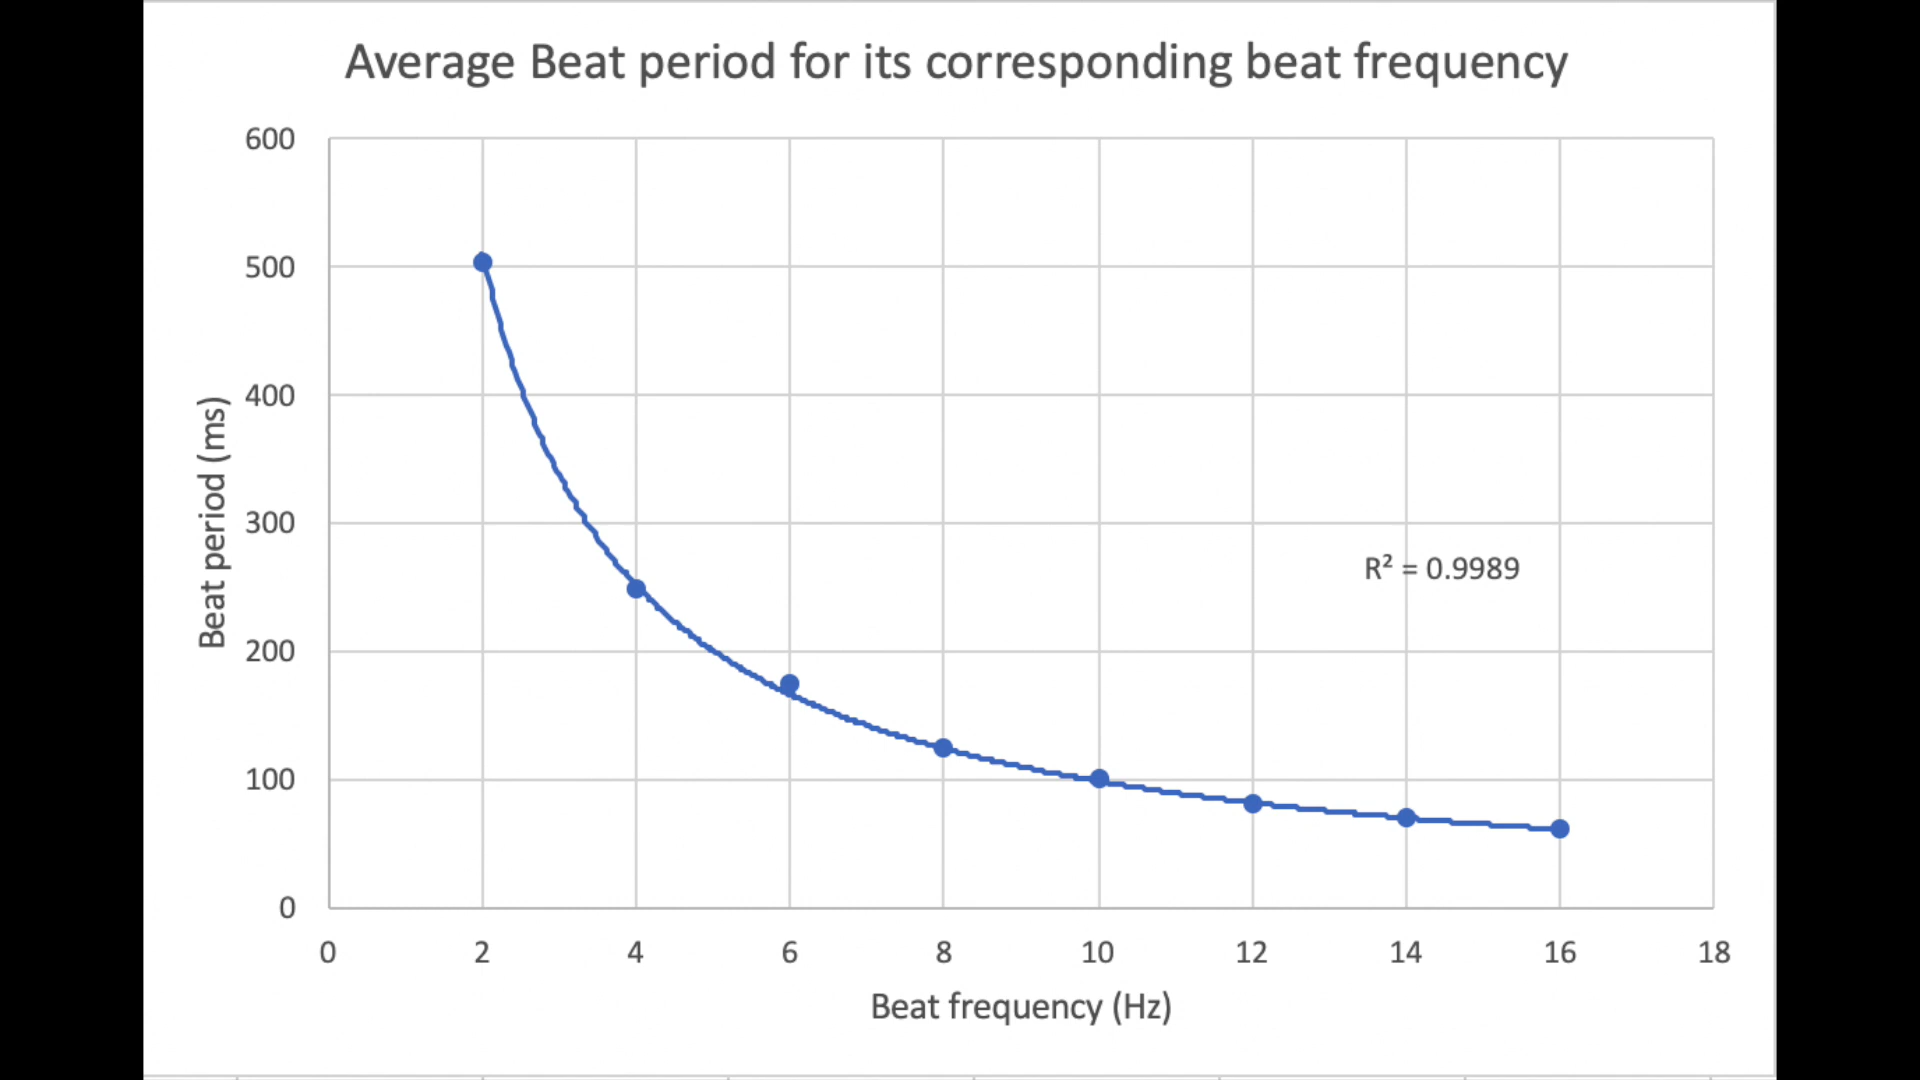 Average Beat period for its corresponding beat frequency
600
500
400
300
200
100
0
Beat period (ms)
R² = 0.9989
0 2 4 6 8 10 12 14 16 18
Beat frequency (Hz)